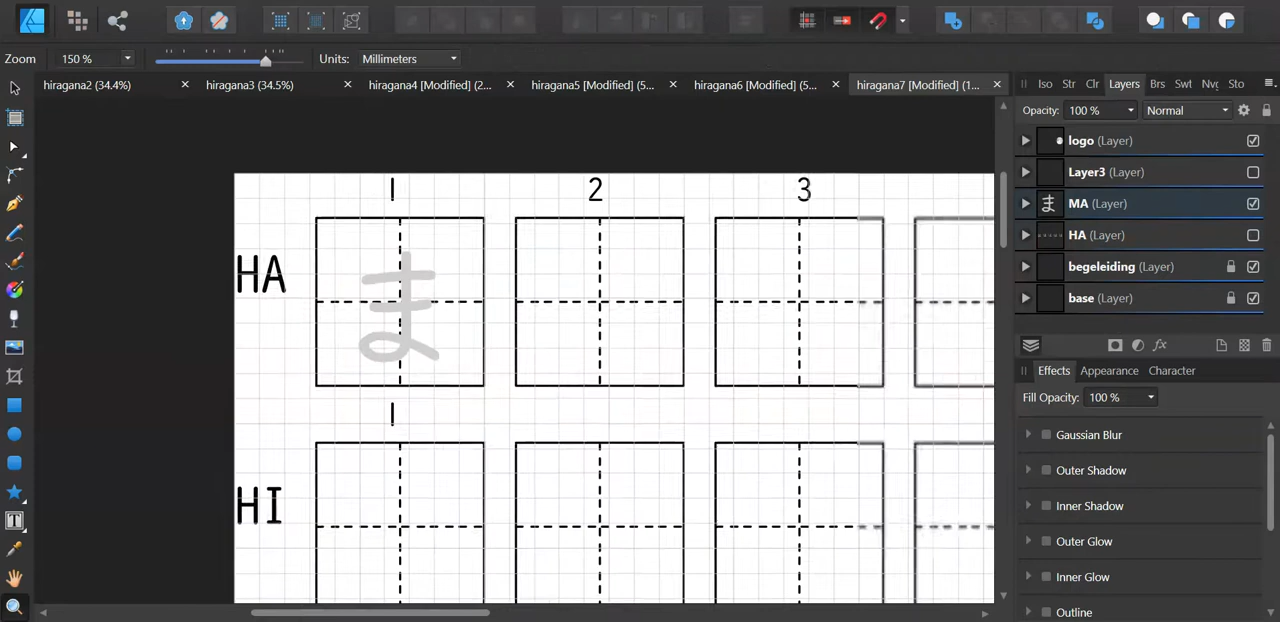 Zoom 150 % Units: Millimeters
hiragana2 (34.4%) hiragana3 (34.5%) hiragana4 [Modified] (2... hiragana5 [Modified] (5... hiragana6 [Modified] (5... hiragana7 [Modified] (1...
Iso Str Clr Layers Brs Swt Nvg Sto
Opacity: 100 % Normal
logo (Layer)
Layer3 (Layer)
ま MA (Layer)
HA (Layer)
begeleiding (Layer)
base (Layer)
Effects Appearance Character
Fill Opacity: 100 %
Gaussian Blur
Outer Shadow
Inner Shadow
Outer Glow
Inner Glow
Outline
1 2 3
HA ま
1
HI